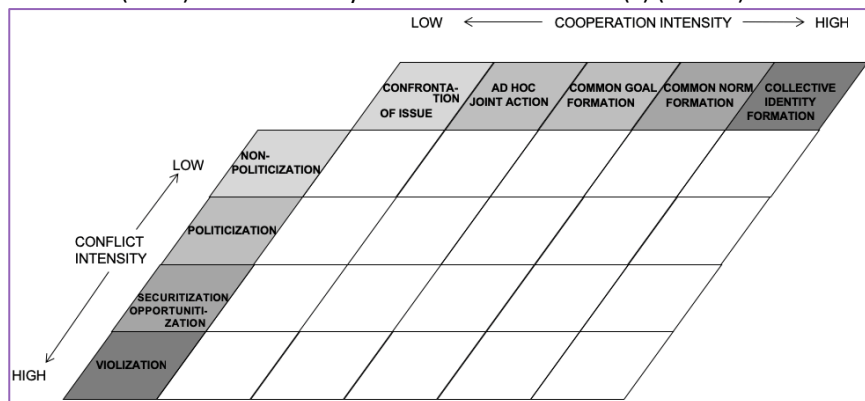 LOW COOPERATION INTENSITY HIGH
CONFRONTA-
TION
OF ISSUE
AD HOC
JOINT ACTION
COMMON GOAL
FORMATION
COMMON NORM
FORMATION
COLLECTIVE
IDENTITY
FORMATION
LOW
NON-
POLITICIZATION
POLITICIZATION
CONFLICT
INTENSITY
SECURITIZATION
OPPORTUNITI-
ZATION
VIOLIZATION
HIGH